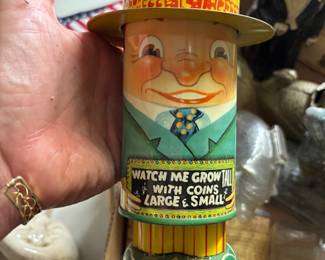 WATCH ME GROW TALL
WITH COINS
LARGE & SMALL